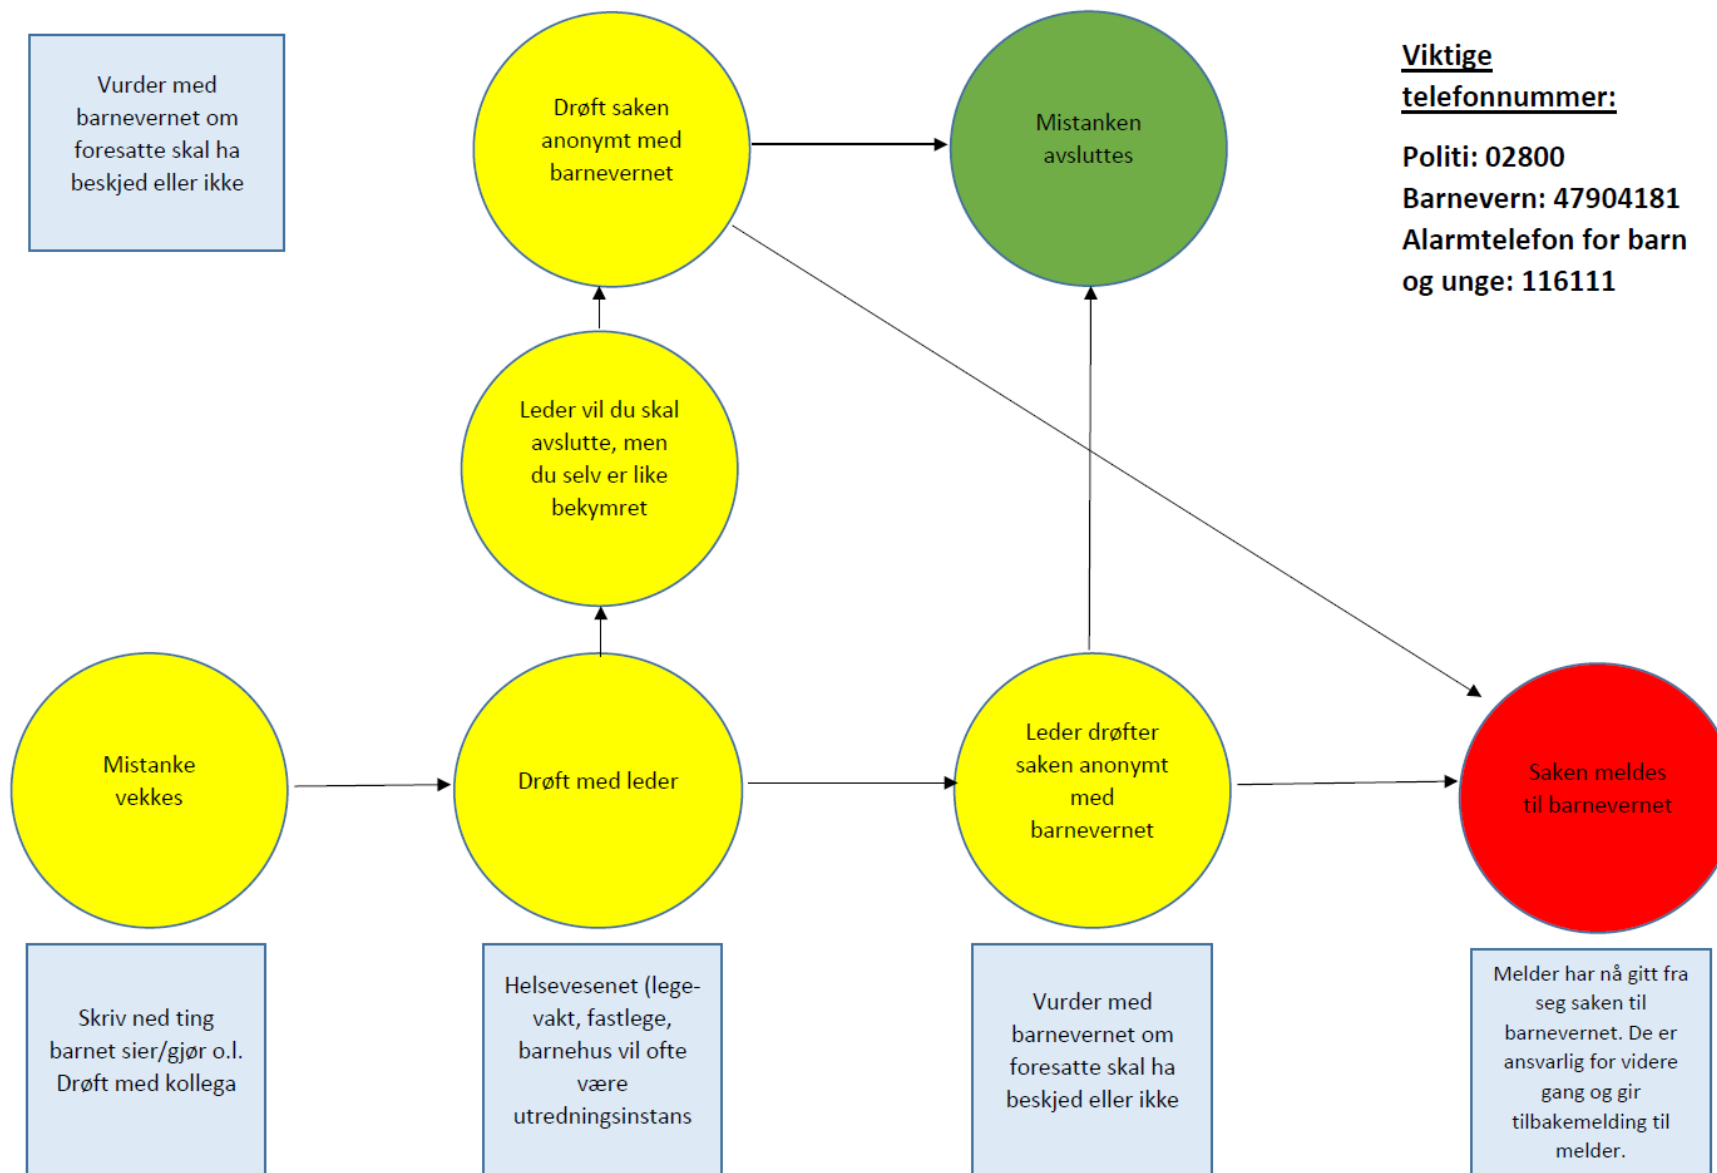 Vurder med
barnevernet om
foresatte skal ha
beskjed eller ikke
Drøft saken
anonymt med
barnevernet
Mistanken
avsluttes
Viktige
telefonnummer:
Politi: 02800
Barnevern: 47904181
Alarmtelefon for barn
og unge: 116111
Leder vil du skal
avslutte, men
du selv er like
bekymret
Mistanke
vekkes
Drøft med leder
Leder drøfter
saken anonymt
med
barnevernet
Saken meldes
til barnevernet
Skriv ned ting
barnet sier/gjør o.l.
Drøft med kollega
Helsevesenet (lege-
vakt, fastlege,
barnehus vil ofte
være
utredningsinstans
Vurder med
barnevernet om
foresatte skal ha
beskjed eller ikke
Melder har nå gitt fra
seg saken til
barnevernet. De er
ansvarlig for videre
gang og gir
tilbakemelding til
melder.